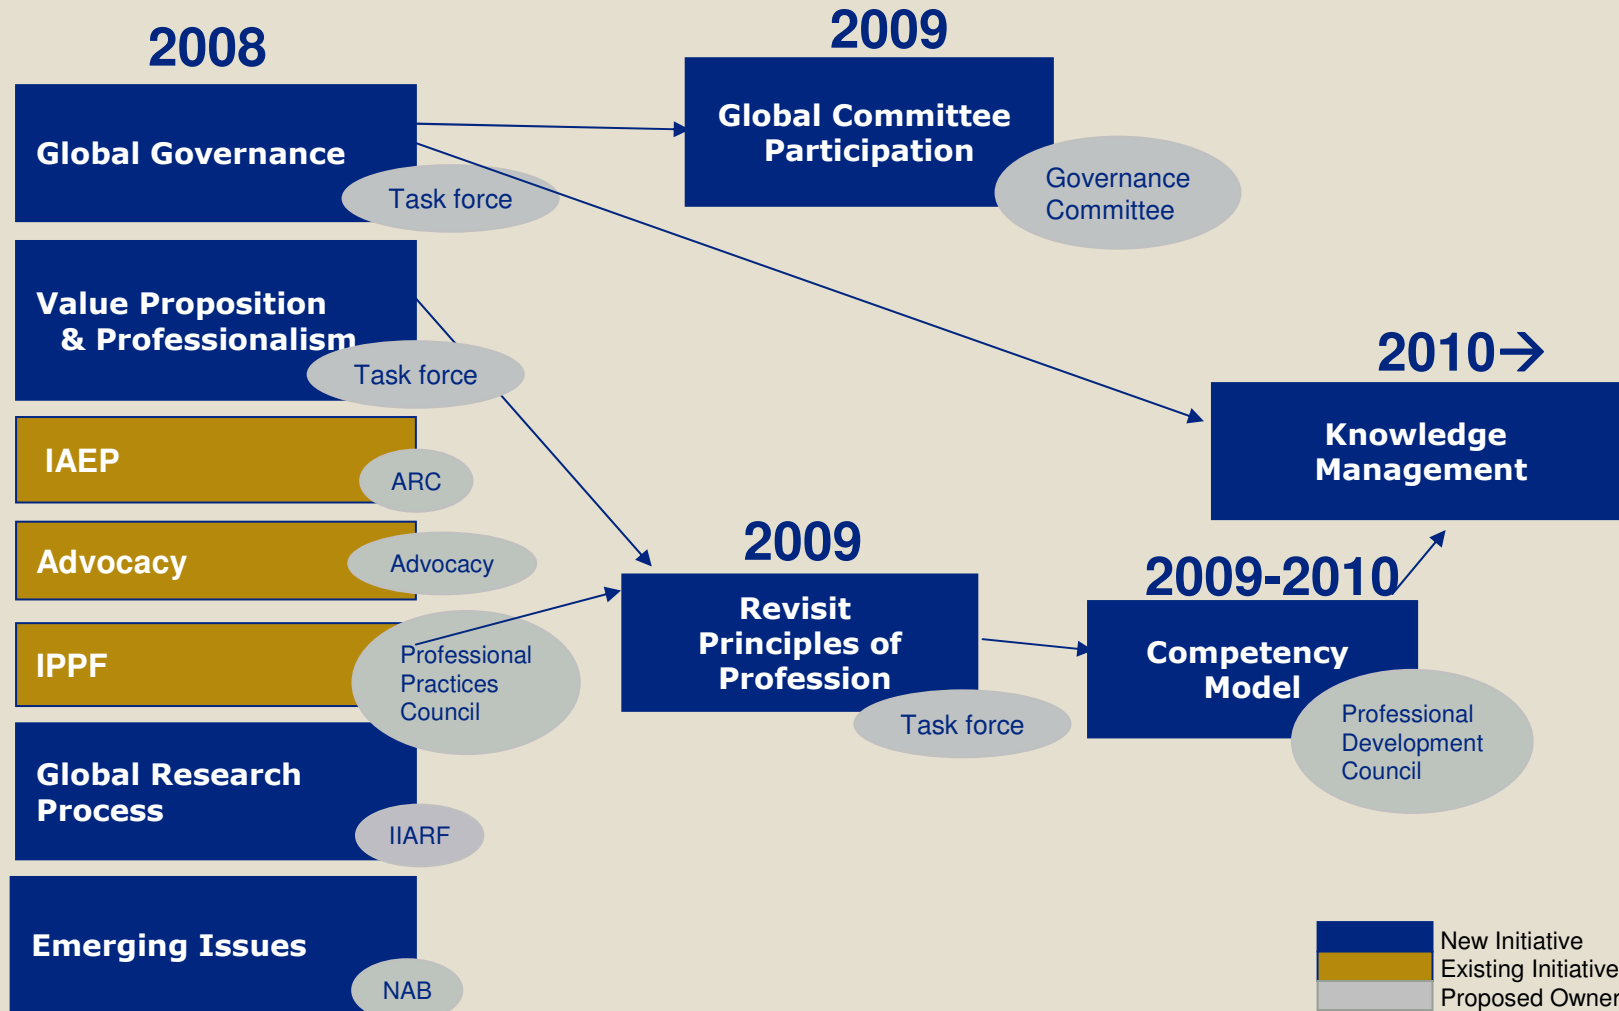 2008
Global Governance
Task force
Value Proposition
& Professionalism
Task force
IAEP
ARC
Advocacy
Advocacy
IPPF
Professional
Practices
Council
Global Research
Process
IIARF
Emerging Issues
NAB
2009
Global Committee
Participation
Governance
Committee
2009
Revisit
Principles of
Profession
Task force
2009-2010
Competency
Model
Professional
Development
Council
2010→
Knowledge
Management
New Initiative
Existing Initiative
Proposed Owner